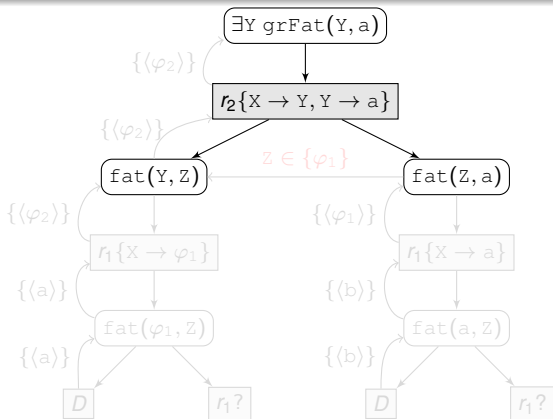 ∃Y grFat(Y, a)
{⟨φ₂⟩}
r₂{X → Y, Y → a}
{⟨φ₂⟩}
Z ∈ {φ₁}
fat(Y, Z) fat(Z, a)
{⟨φ₂⟩} {⟨φ₁⟩}
r₁{X → φ₁} r₁{X → a}
{⟨a⟩} {⟨b⟩}
fat(φ₁, Z) fat(a, Z)
{⟨a⟩} {⟨b⟩}
D r₁? D r₁?